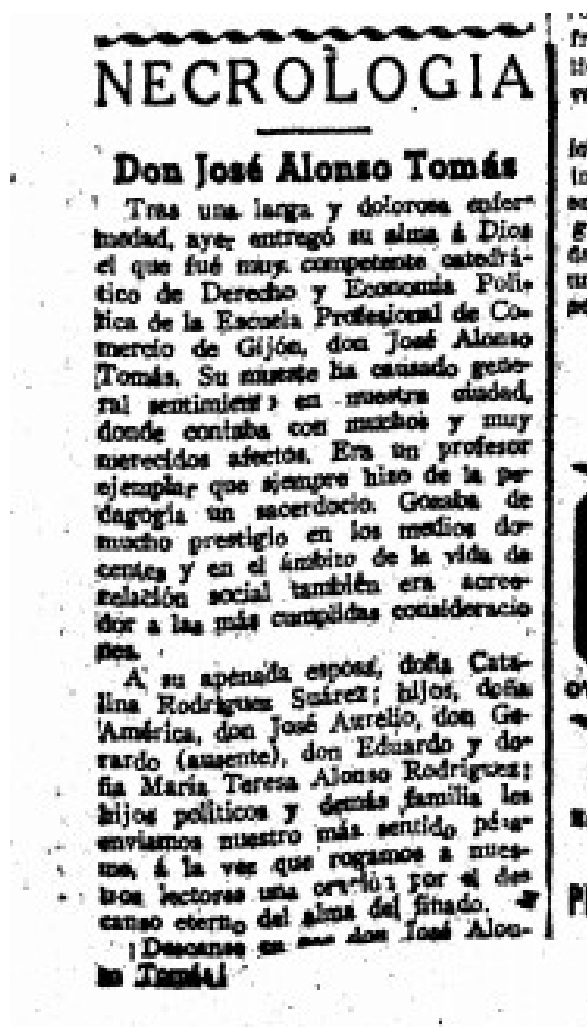 NECROLOGIA
Don José Alonso Tomás
Tras una larga y dolorosa enfer-
medad, ayer entregó su alma á Dios
el que fué muy competente catedrá-
tico de Derecho y Economía Polí-
tica de la Escuela Profesional de Co-
mercio de Gijón, don José Alonso
Tomás. Su muerte ha causado gene-
ral sentimiento en nuestra ciudad,
donde contaba con muchos y muy
merecidos afectos. Era un profesor
ejemplar que siempre hizo de la pe-
dagogía un sacerdocio. Gozaba de
mucho prestigio en los medios do-
centes y en el ámbito de la vida de
relación social también era acree-
dor a las más cumplidas consideracio
nes.
A su apenada esposa, doña Cata-
lina Rodríguez Suárez; hijos, doña
América, don José Aurelio, don Ge-
rardo (ausente), don Eduardo y do-
ña María Teresa Alonso Rodríguez;
hijos políticos y demás familia les
enviamos nuestro más sentido pésa-
me, á la vez que rogamos a nues-
tros lectores una oración por el des
canso eterno del alma del finado.
¡Descanse en paz don José Alon-
so Tomás!